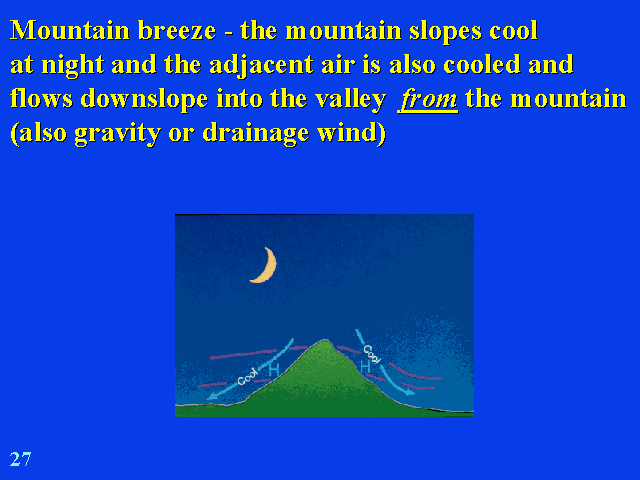 Mountain breeze - the mountain slopes cool
at night and the adjacent air is also cooled and
flows downslope into the valley from the mountain
(also gravity or drainage wind)
Cool H H Cool
27